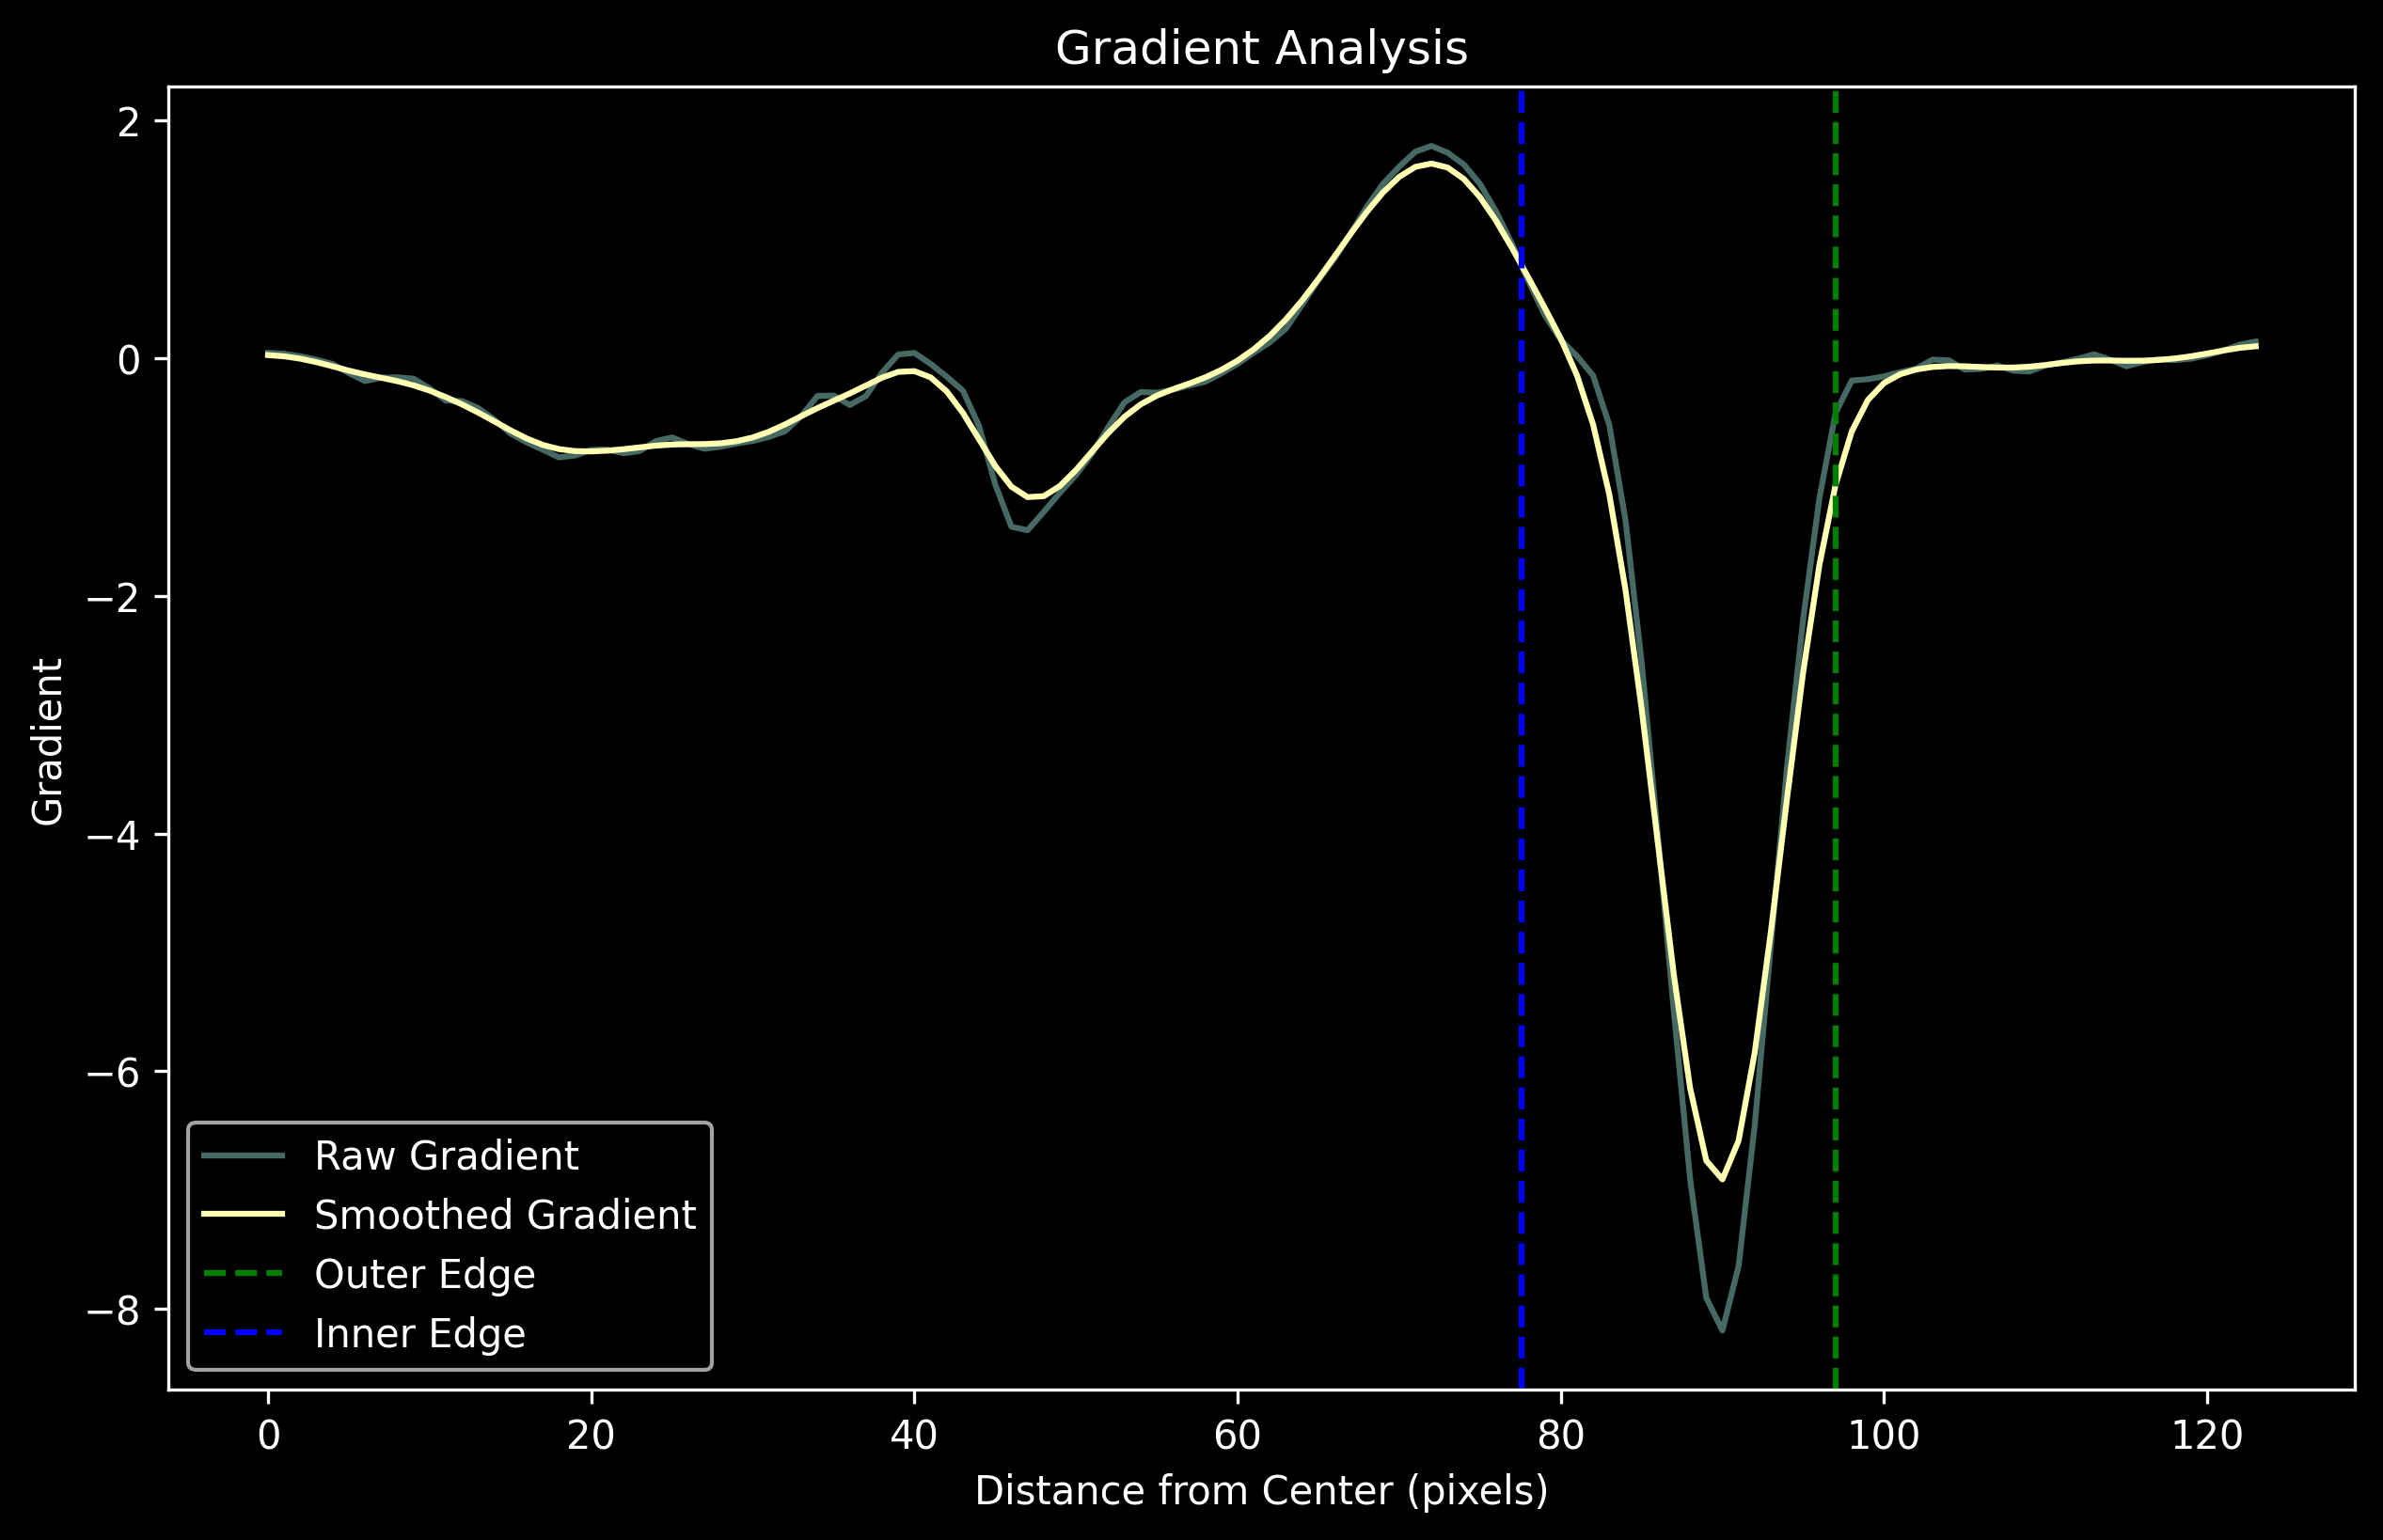 Gradient Analysis
2
0
−2
−4
−6
−8
Gradient
Raw Gradient
Smoothed Gradient
Outer Edge
Inner Edge
0 20 40 60 80 100 120
Distance from Center (pixels)